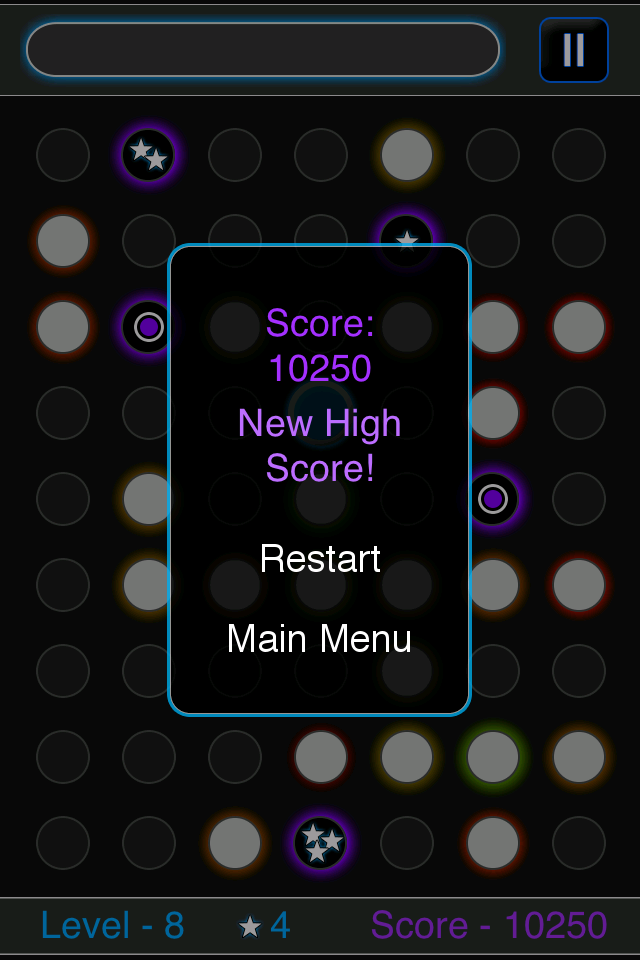 Score:
10250
New High
Score!
Restart
Main Menu
Level - 8
4
Score - 10250